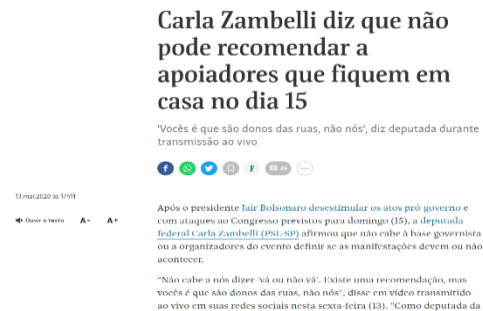 Carla Zambelli diz que não
pode recomendar a
apoiadores que fiquem em
casa no dia 15
'Vocês é que são donos das ruas, não nós', diz deputada durante
transmissão ao vivo
49
13.mar.2020 às 17h11
Ouvir o texto A- A+
Após o presidente Jair Bolsonaro desestimular os atos pró governo e
com ataques ao Congresso previstos para domingo (15), a deputada
federal Carla Zambelli (PSL-SP) afirmou que não cabe à base governista
ou a organizadores do evento definir se as manifestações devem ou não
acontecer.
"Não cabe a nós dizer 'vá ou não vá'. Existe uma recomendação, mas
vocês é que são donos das ruas, não nós", disse em vídeo transmitido
ao vivo em suas redes sociais nesta sexta-feira (13). "Como deputada da